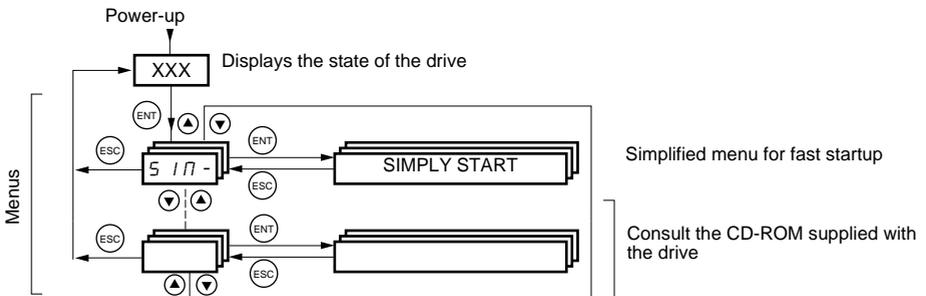 Power-up
XXX
Displays the state of the drive
ENT
ESC
ENT
SIM-
SIMPLY START
Simplified menu for fast startup
ESC
Menus
ESC
ENT
Consult the CD-ROM supplied with
the drive
ESC